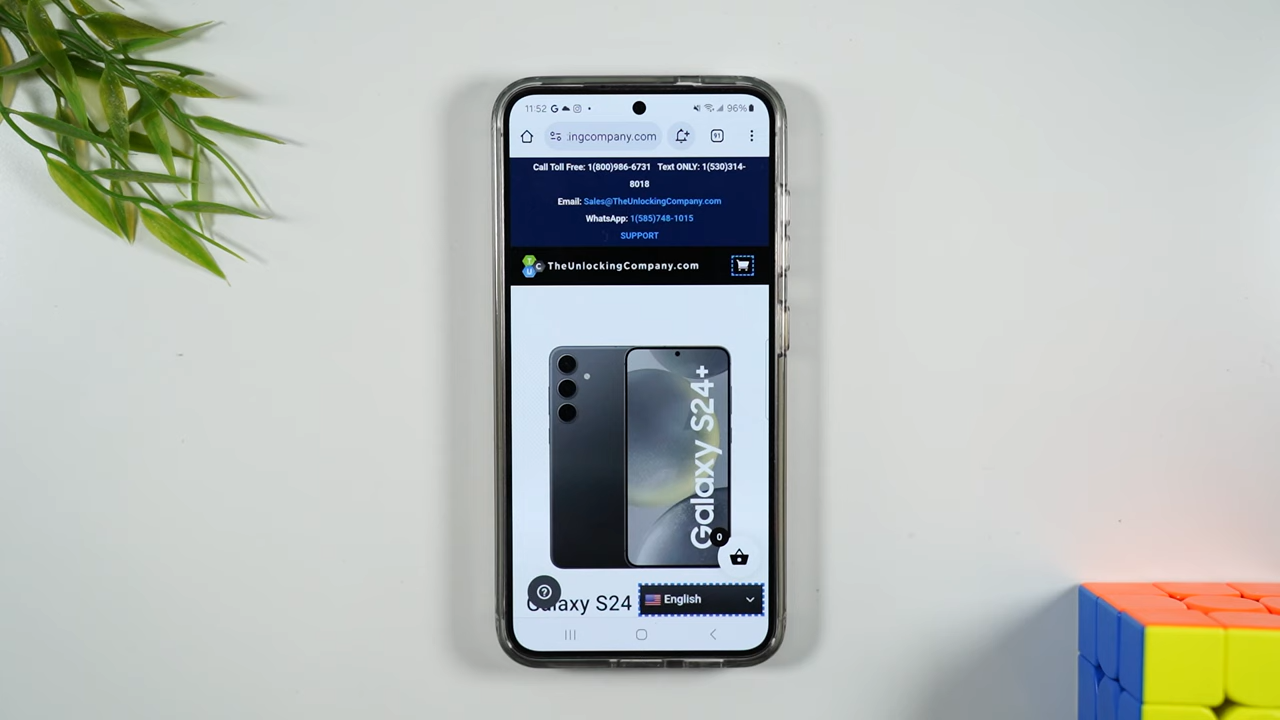 11:52 G 96%
:ingcompany.com 91
Call Toll Free: 1(800)986-6731 Text ONLY: 1(530)314-
8018
Email: Sales@TheUnlockingCompany.com
WhatsApp: 1(585)748-1015
SUPPORT
T U C TheUnlockingCompany.com
Galaxy S24+
0
Galaxy S24
English